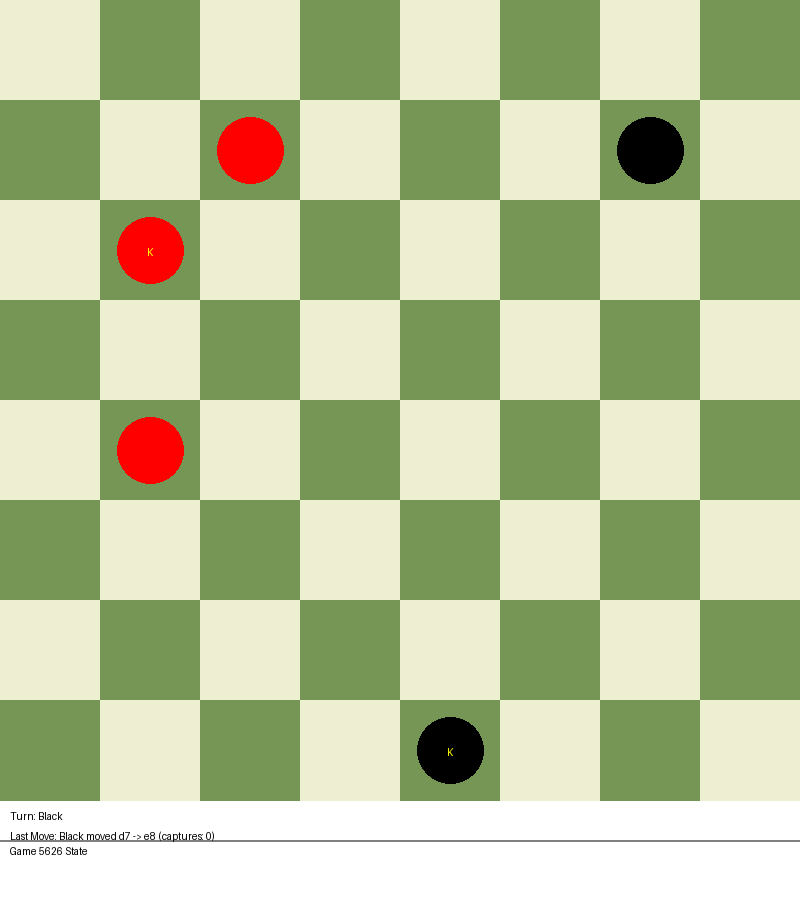 K
K
Turn: Black
Last Move: Black moved d7 -> e8 (captures: 0)
Game 5626 State